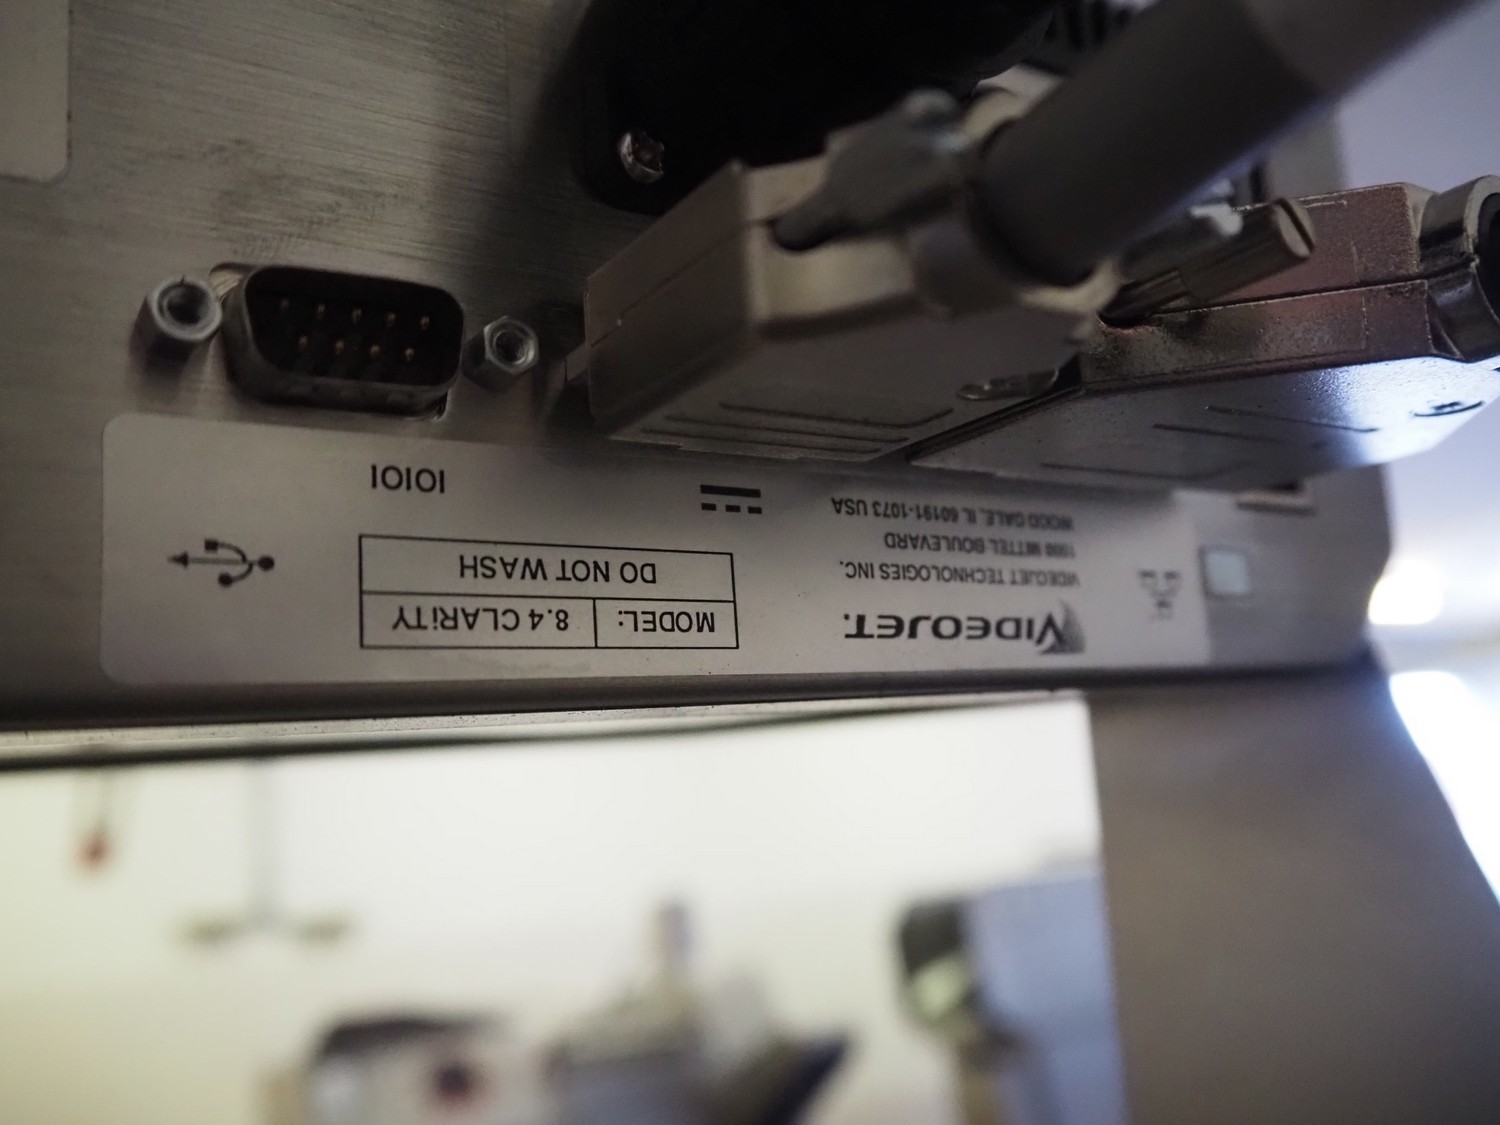 VIDEOJET.
VIDEOJET TECHNOLOGIES INC.
1500 MITTEL BOULEVARD
WOOD DALE, IL 60191-1073 USA
MODEL: 8.4 CLARiTY
DO NOT WASH
IOIOI